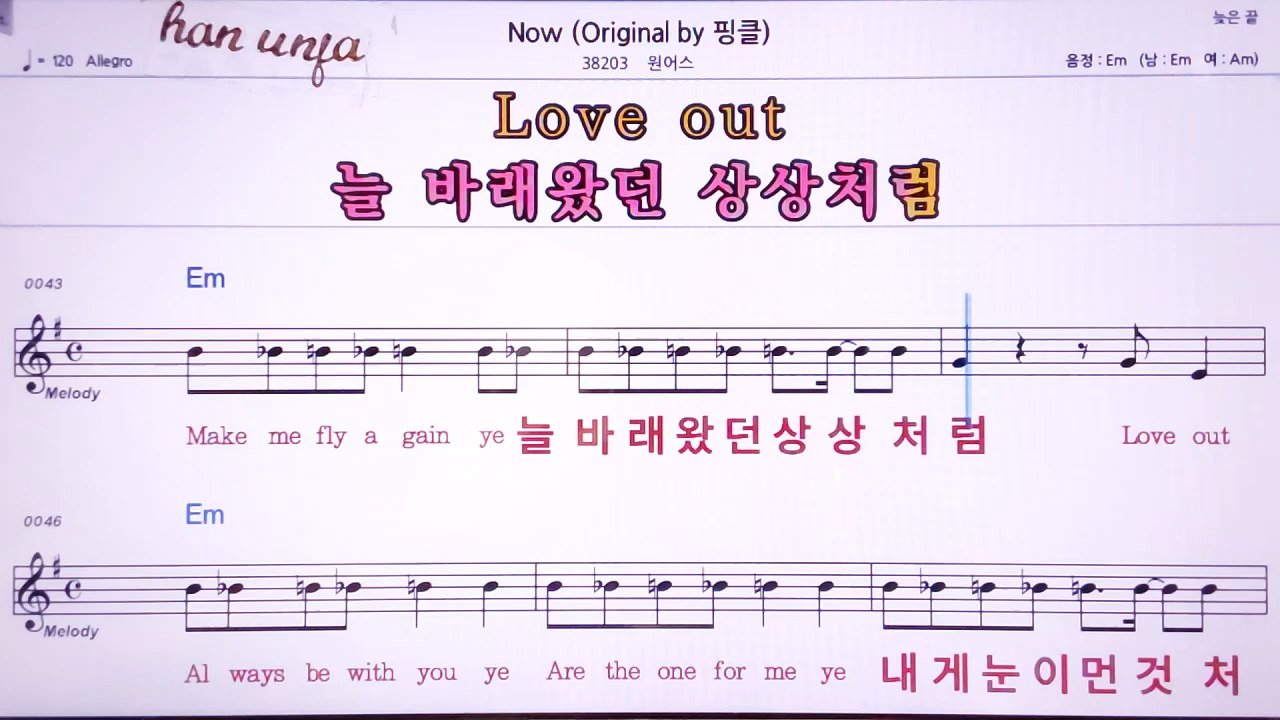 han unja
Now (Original by 핑클)
늦은 끝
♩= 120 Allegro
38203 원어스
음정 : Em (남 : Em 여 : Am)
Love out
늘 바래왔던 상상처럼
0043
Em
Melody
Make me fly a gain ye 늘 바 래 왔 던 상 상 처 럼 Love out
0046
Em
Melody
Al ways be with you ye Are the one for me ye 내 게 눈 이 먼 것 처